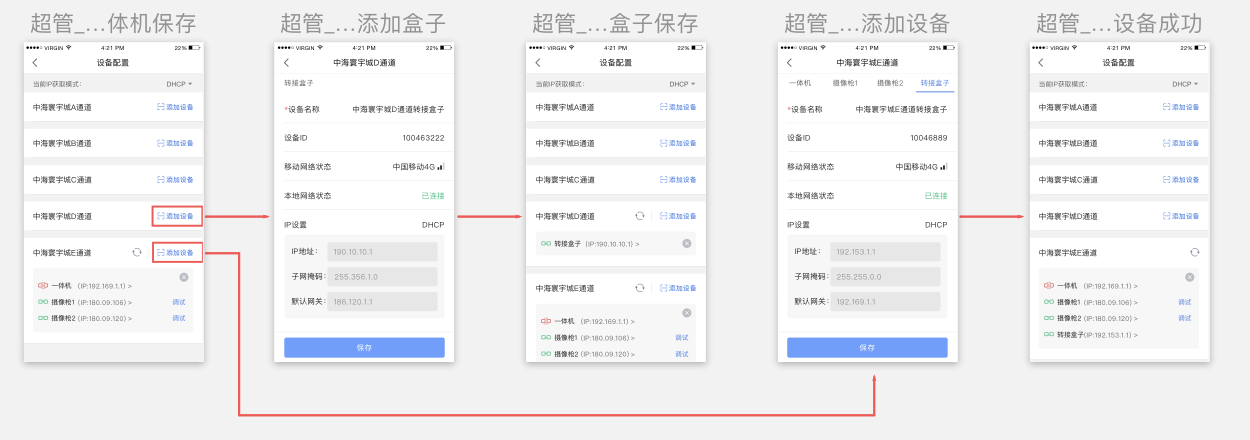 超管_...体机保存
VIRGIN
4:21 PM
22%
设备配置
当前IP获取模式：
DHCP
中海寰宇城A通道
添加设备
中海寰宇城B通道
添加设备
中海寰宇城C通道
添加设备
中海寰宇城D通道
添加设备
中海寰宇城E通道
添加设备
一体机 (IP:192.169.1.1) >
摄像枪1 (IP:180.09.106) >
调试
摄像枪2 (IP:180.09.120) >
调试
超管_...添加盒子
VIRGIN
4:21 PM
22%
中海寰宇城D通道
转接盒子
*设备名称
中海寰宇城D通道转接盒子
设备ID
100463222
移动网络状态
中国移动4G
本地网络状态
已连接
IP设置
DHCP
IP地址：
190.10.10.1
子网掩码：
255.356.1.0
默认网关：
186.120.1.1
保存
超管_...盒子保存
VIRGIN
4:21 PM
22%
设备配置
当前IP获取模式：
DHCP
中海寰宇城A通道
添加设备
中海寰宇城B通道
添加设备
中海寰宇城C通道
添加设备
中海寰宇城D通道
添加设备
转接盒子 (IP:190.10.10.1) >
中海寰宇城E通道
添加设备
一体机 (IP:192.169.1.1) >
摄像枪1 (IP:180.09.106) >
调试
摄像枪2 (IP:180.09.120) >
调试
超管_...添加设备
VIRGIN
4:21 PM
22%
中海寰宇城E通道
一体机
摄像枪1
摄像枪2
转接盒子
*设备名称
中海寰宇城E通道转接盒子
设备ID
10046889
移动网络状态
中国移动4G
本地网络状态
已连接
IP设置
DHCP
IP地址：
192.153.1.1
子网掩码：
255.255.0.0
默认网关：
192.169.1.1
保存
超管_...设备成功
VIRGIN
4:21 PM
22%
设备配置
当前IP获取模式：
DHCP
中海寰宇城A通道
添加设备
中海寰宇城B通道
添加设备
中海寰宇城C通道
添加设备
中海寰宇城D通道
添加设备
中海寰宇城E通道
一体机 (IP:192.169.1.1) >
摄像枪1 (IP:180.09.106) >
调试
摄像枪2 (IP:180.09.120) >
调试
转接盒子(IP:192.153.1.1) >